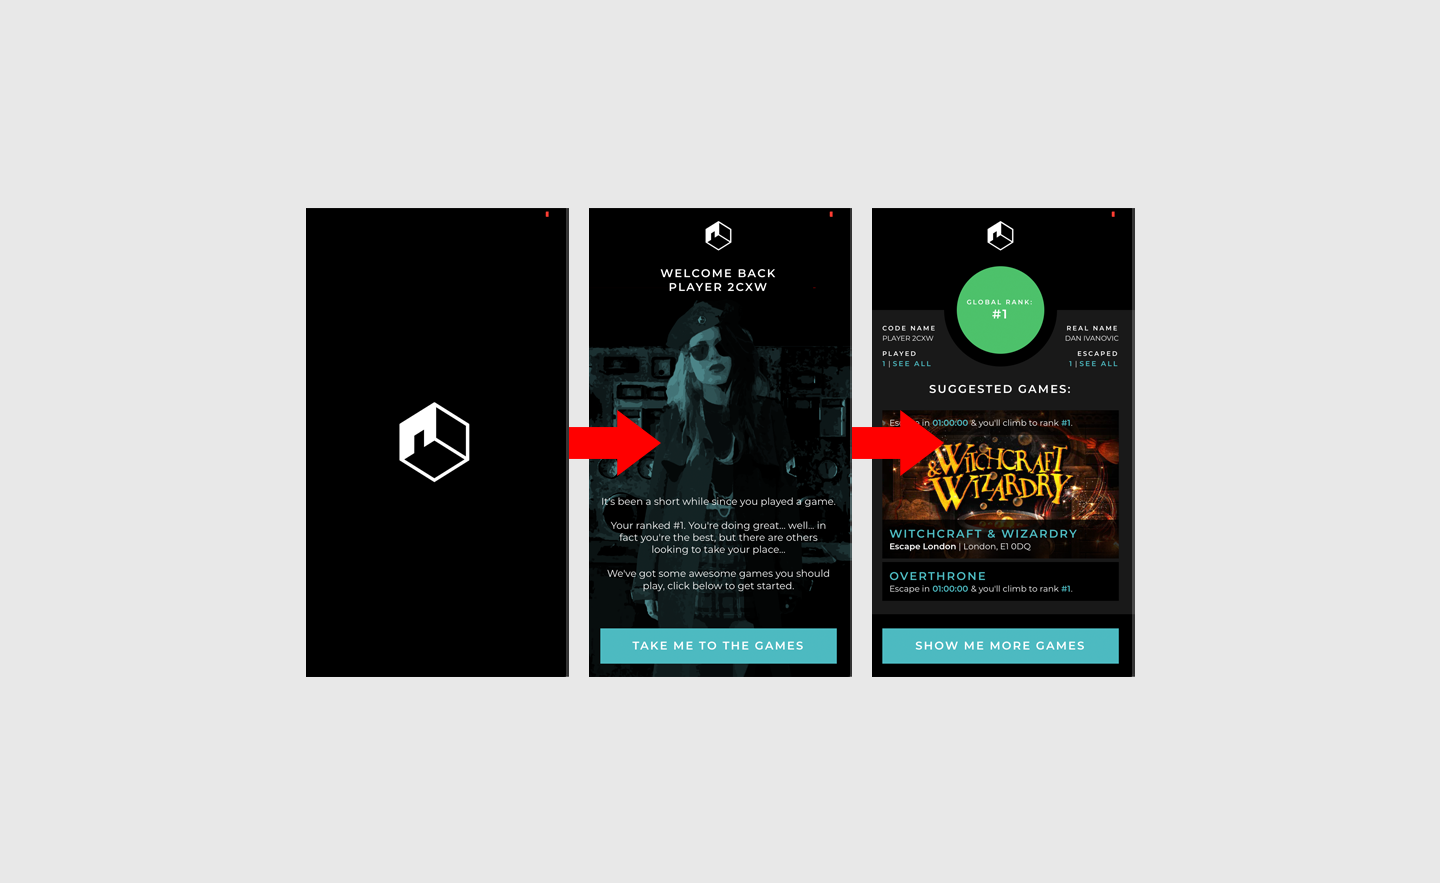 WELCOME BACK
PLAYER 2CXW
It's been a short while since you played a game.
Your ranked #1. You're doing great... well... in
fact you're the best, but there are others
looking to take your place...
We've got some awesome games you should
play, click below to get started.
TAKE ME TO THE GAMES
GLOBAL RANK:
#1
CODE NAME
PLAYER 2CXW
REAL NAME
DAN IVANOVIC
PLAYED
1 | SEE ALL
ESCAPED
1 | SEE ALL
SUGGESTED GAMES:
in 01:00:00 & you'll climb to rank #1.
WITCHCRAFT
& WIZARDRY
WITCHCRAFT & WIZARDRY
Escape London | London, E1 0DQ
OVERTHRONE
Escape in 01:00:00 & you'll climb to rank #1.
SHOW ME MORE GAMES